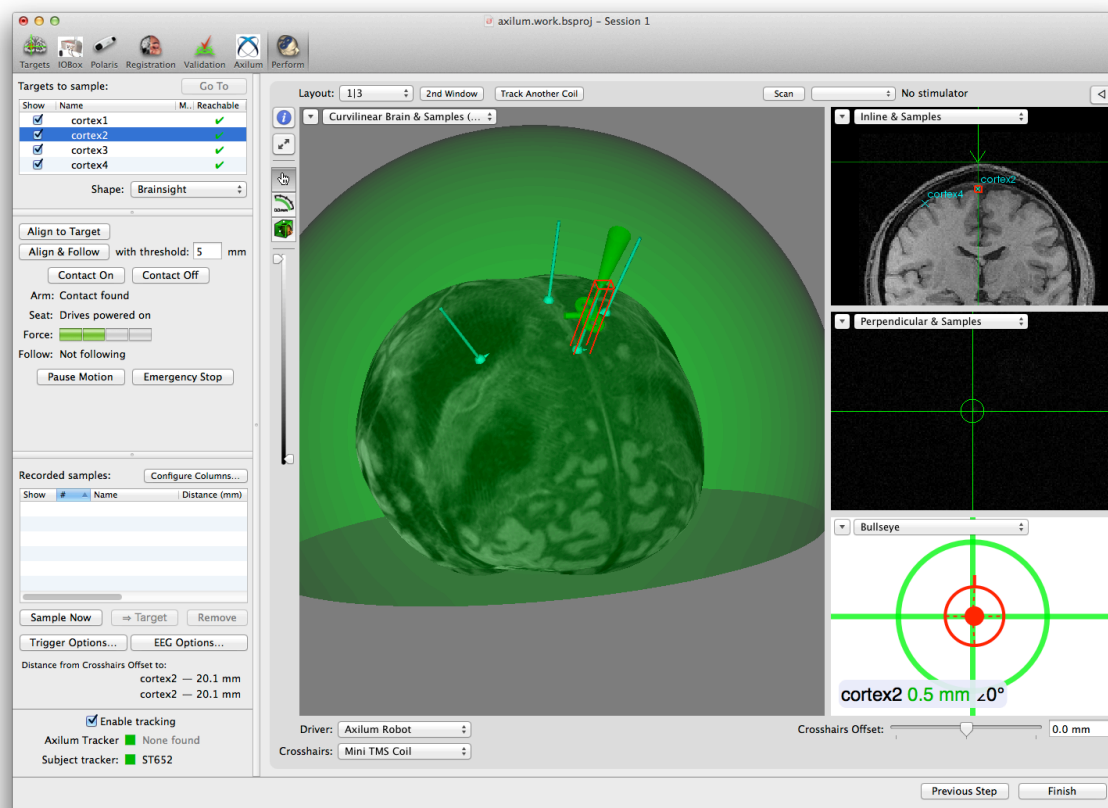 axilum.work.bsproj – Session 1
Targets IOBox Polaris Registration Validation Axilum Perform
Targets to sample: Go To
Show Name M.. Reachable
cortex1
cortex2
cortex3
cortex4
Shape: Brainsight
Align to Target
Align & Follow with threshold: 5 mm
Contact On Contact Off
Arm: Contact found
Seat: Drives powered on
Force:
Follow: Not following
Pause Motion Emergency Stop
Recorded samples: Configure Columns...
Show # Name Distance (mm)
Sample Now ⇒ Target Remove
Trigger Options... EEG Options...
Distance from Crosshairs Offset to:
cortex2 — 20.1 mm
cortex2 — 20.1 mm
Enable tracking
Axilum Tracker None found
Subject tracker: ST652
Layout: 1|3 2nd Window Track Another Coil Scan No stimulator
Curvilinear Brain & Samples (...
Inline & Samples
cortex2
cortex4
Perpendicular & Samples
Bullseye
cortex2 0.5 mm ∠0°
Driver: Axilum Robot
Crosshairs: Mini TMS Coil
Crosshairs Offset: 0.0 mm
Previous Step Finish